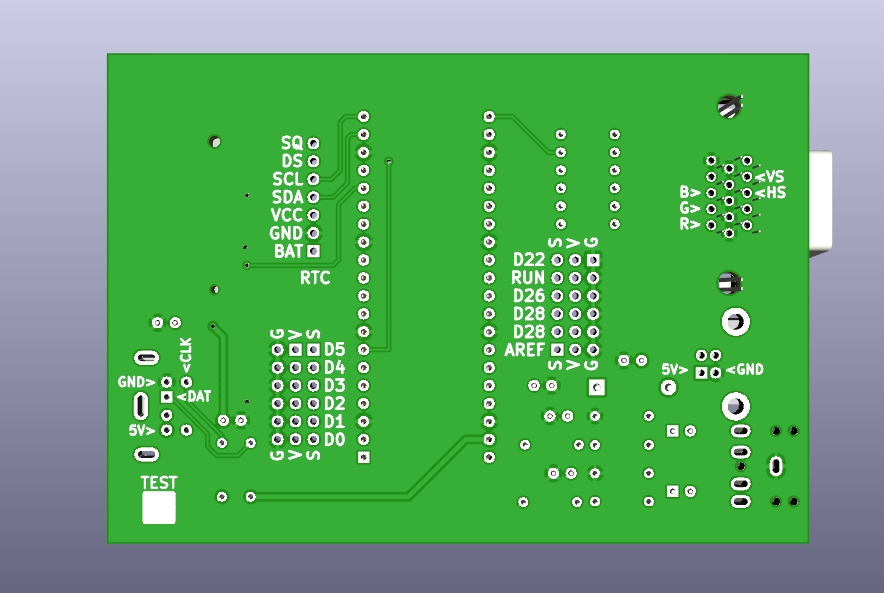 SQ
DS
SCL
SDA
VCC
GND
BAT
RTC
<VS
B> <HS
G>
R>
S V G
D22
RUN
D26
D28
D28
AREF
S V G
5V> <GND
G V S
D5
D4
D3
D2
D1
D0
G V S
<CLK
GND>
<DAT
5V>
TEST